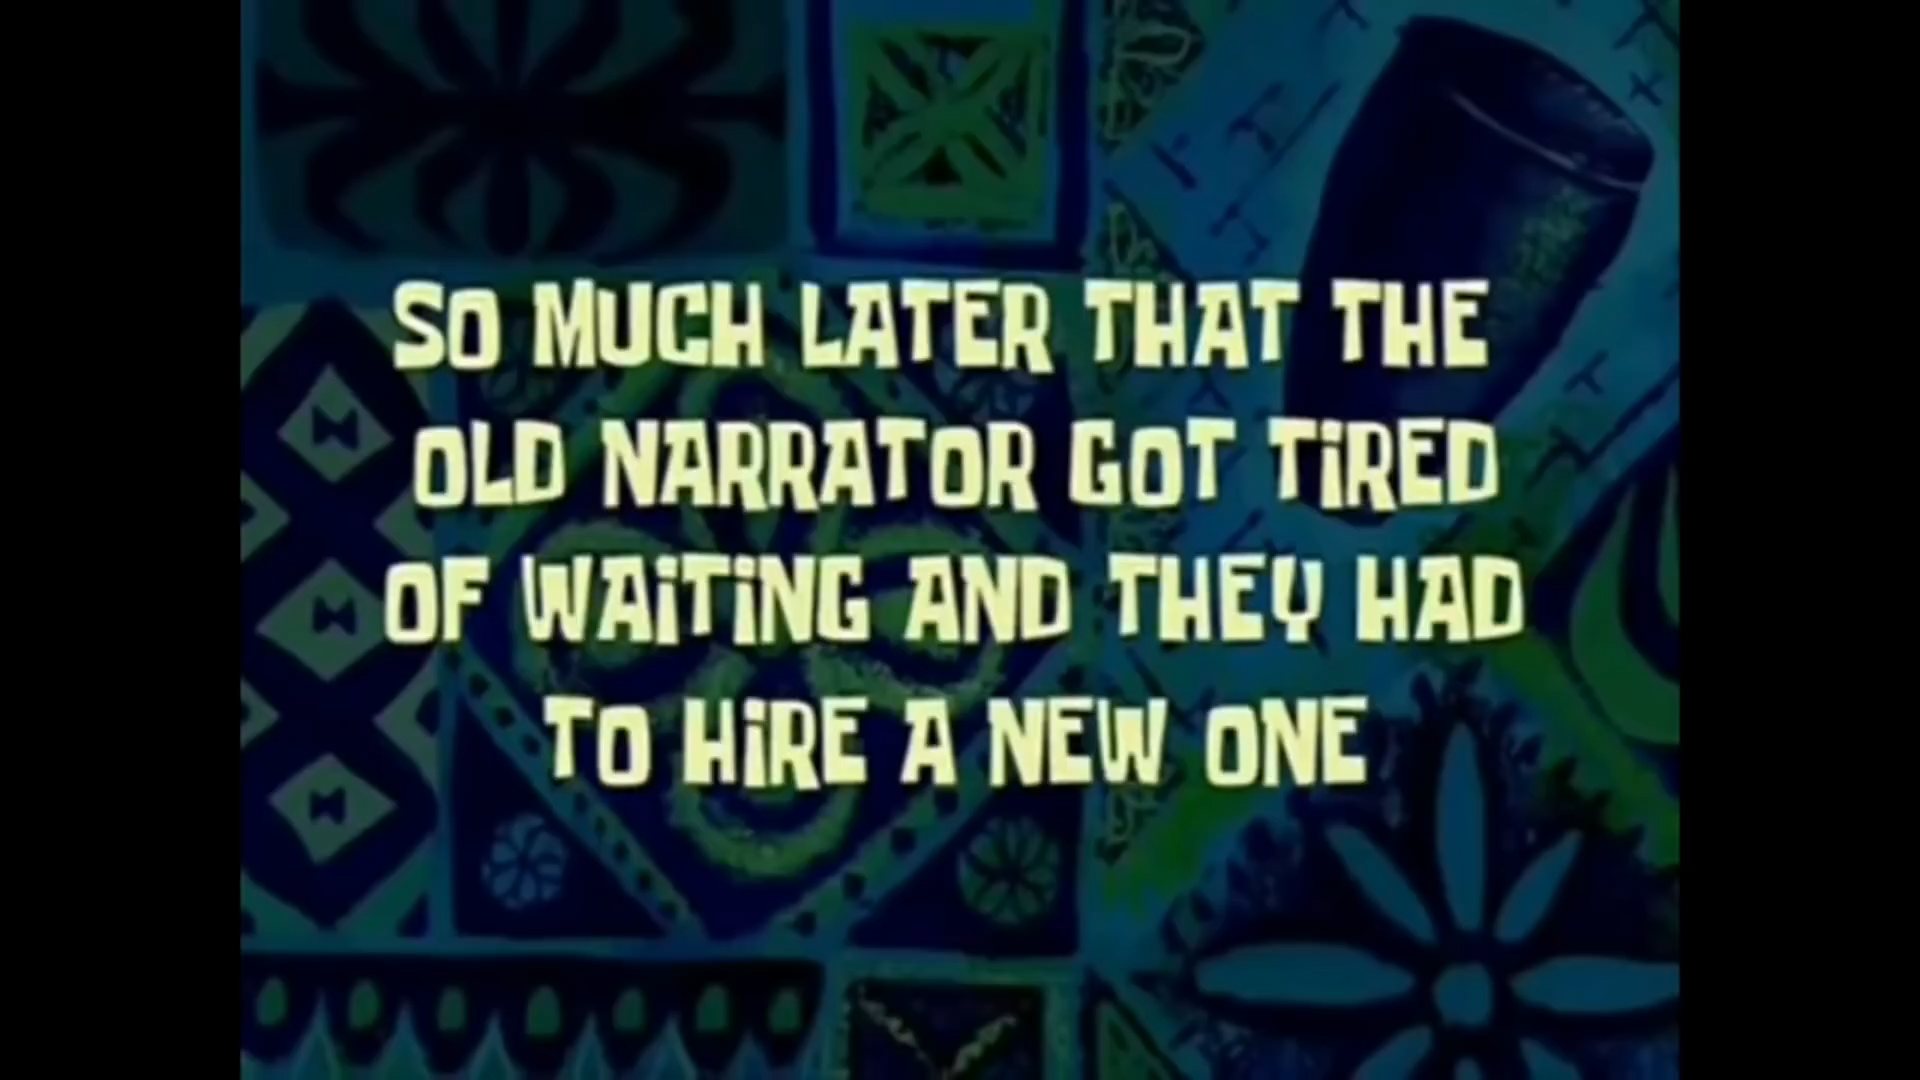 SO MUCH LATER THAT THE
OLD NARRATOR GOT TiRED
OF WAiTiNG AND THEY HAD
TO HiRE A NEW ONE